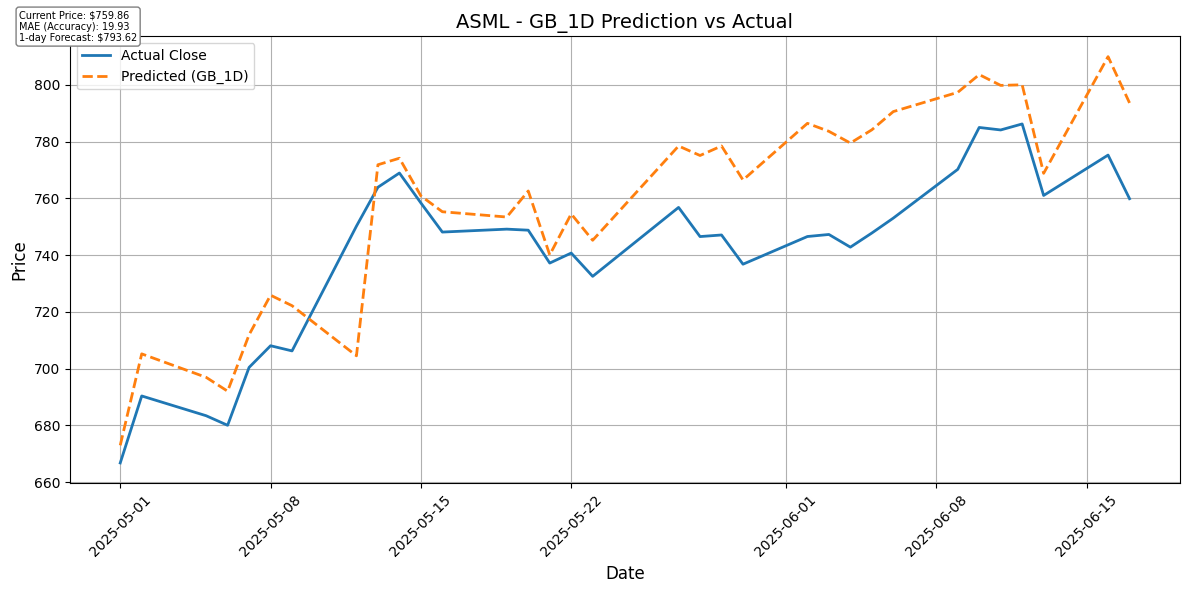 ASML - GB_1D Prediction vs Actual
Current Price: $759.86
MAE (Accuracy): 19.93
1-day Forecast: $793.62
Actual Close
Predicted (GB_1D)
Price
800
780
760
740
720
700
680
660
2025-05-01
2025-05-08
2025-05-15
2025-05-22
2025-06-01
2025-06-08
2025-06-15
Date